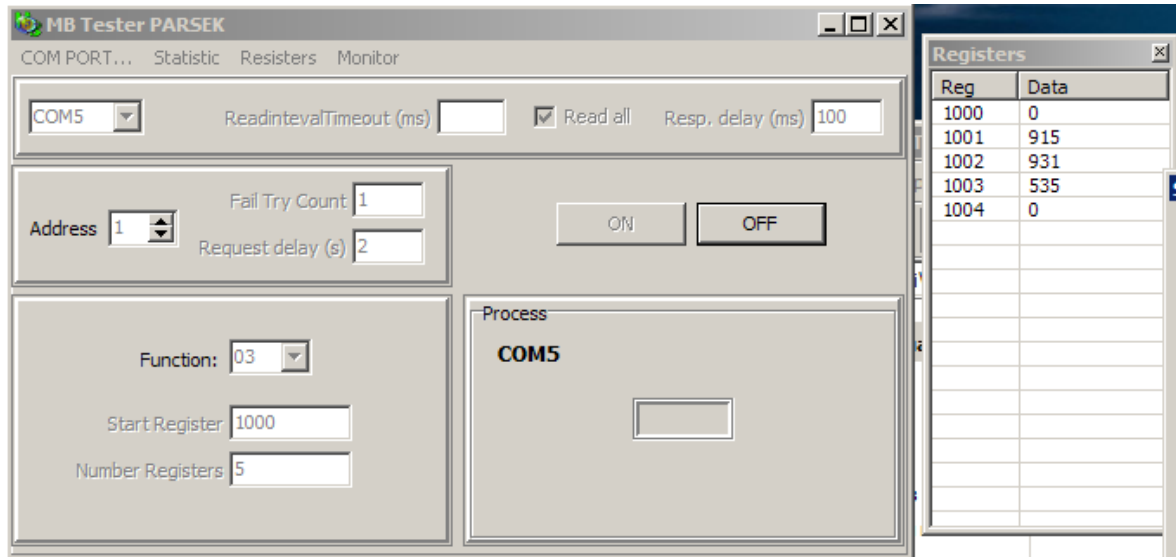 MB Tester PARSEK
COM PORT... Statistic Resisters Monitor
COM5 ReadintevalTimeout (ms) Read all Resp. delay (ms) 100
Address 1
Fail Try Count 1
Request delay (s) 2
ON OFF
Function: 03
Start Register 1000
Number Registers 5
Process
COM5
Registers
Reg Data
1000 0
1001 915
1002 931
1003 535
1004 0